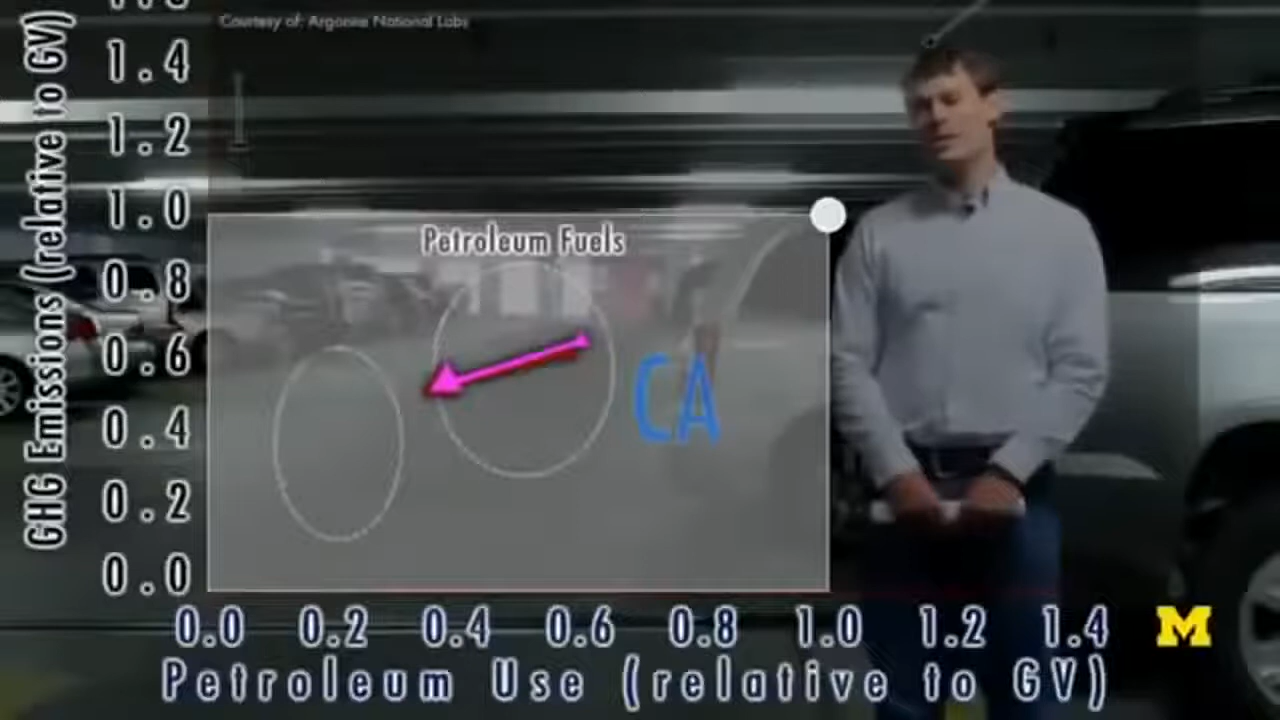 Courtesy of: Argonne National Labs
GHG Emissions (relative to GV)
1.4
1.2
1.0
0.8
0.6
0.4
0.2
0.0
Petroleum Fuels
CA
0.0 0.2 0.4 0.6 0.8 1.0 1.2 1.4
M
Petroleum Use (relative to GV)